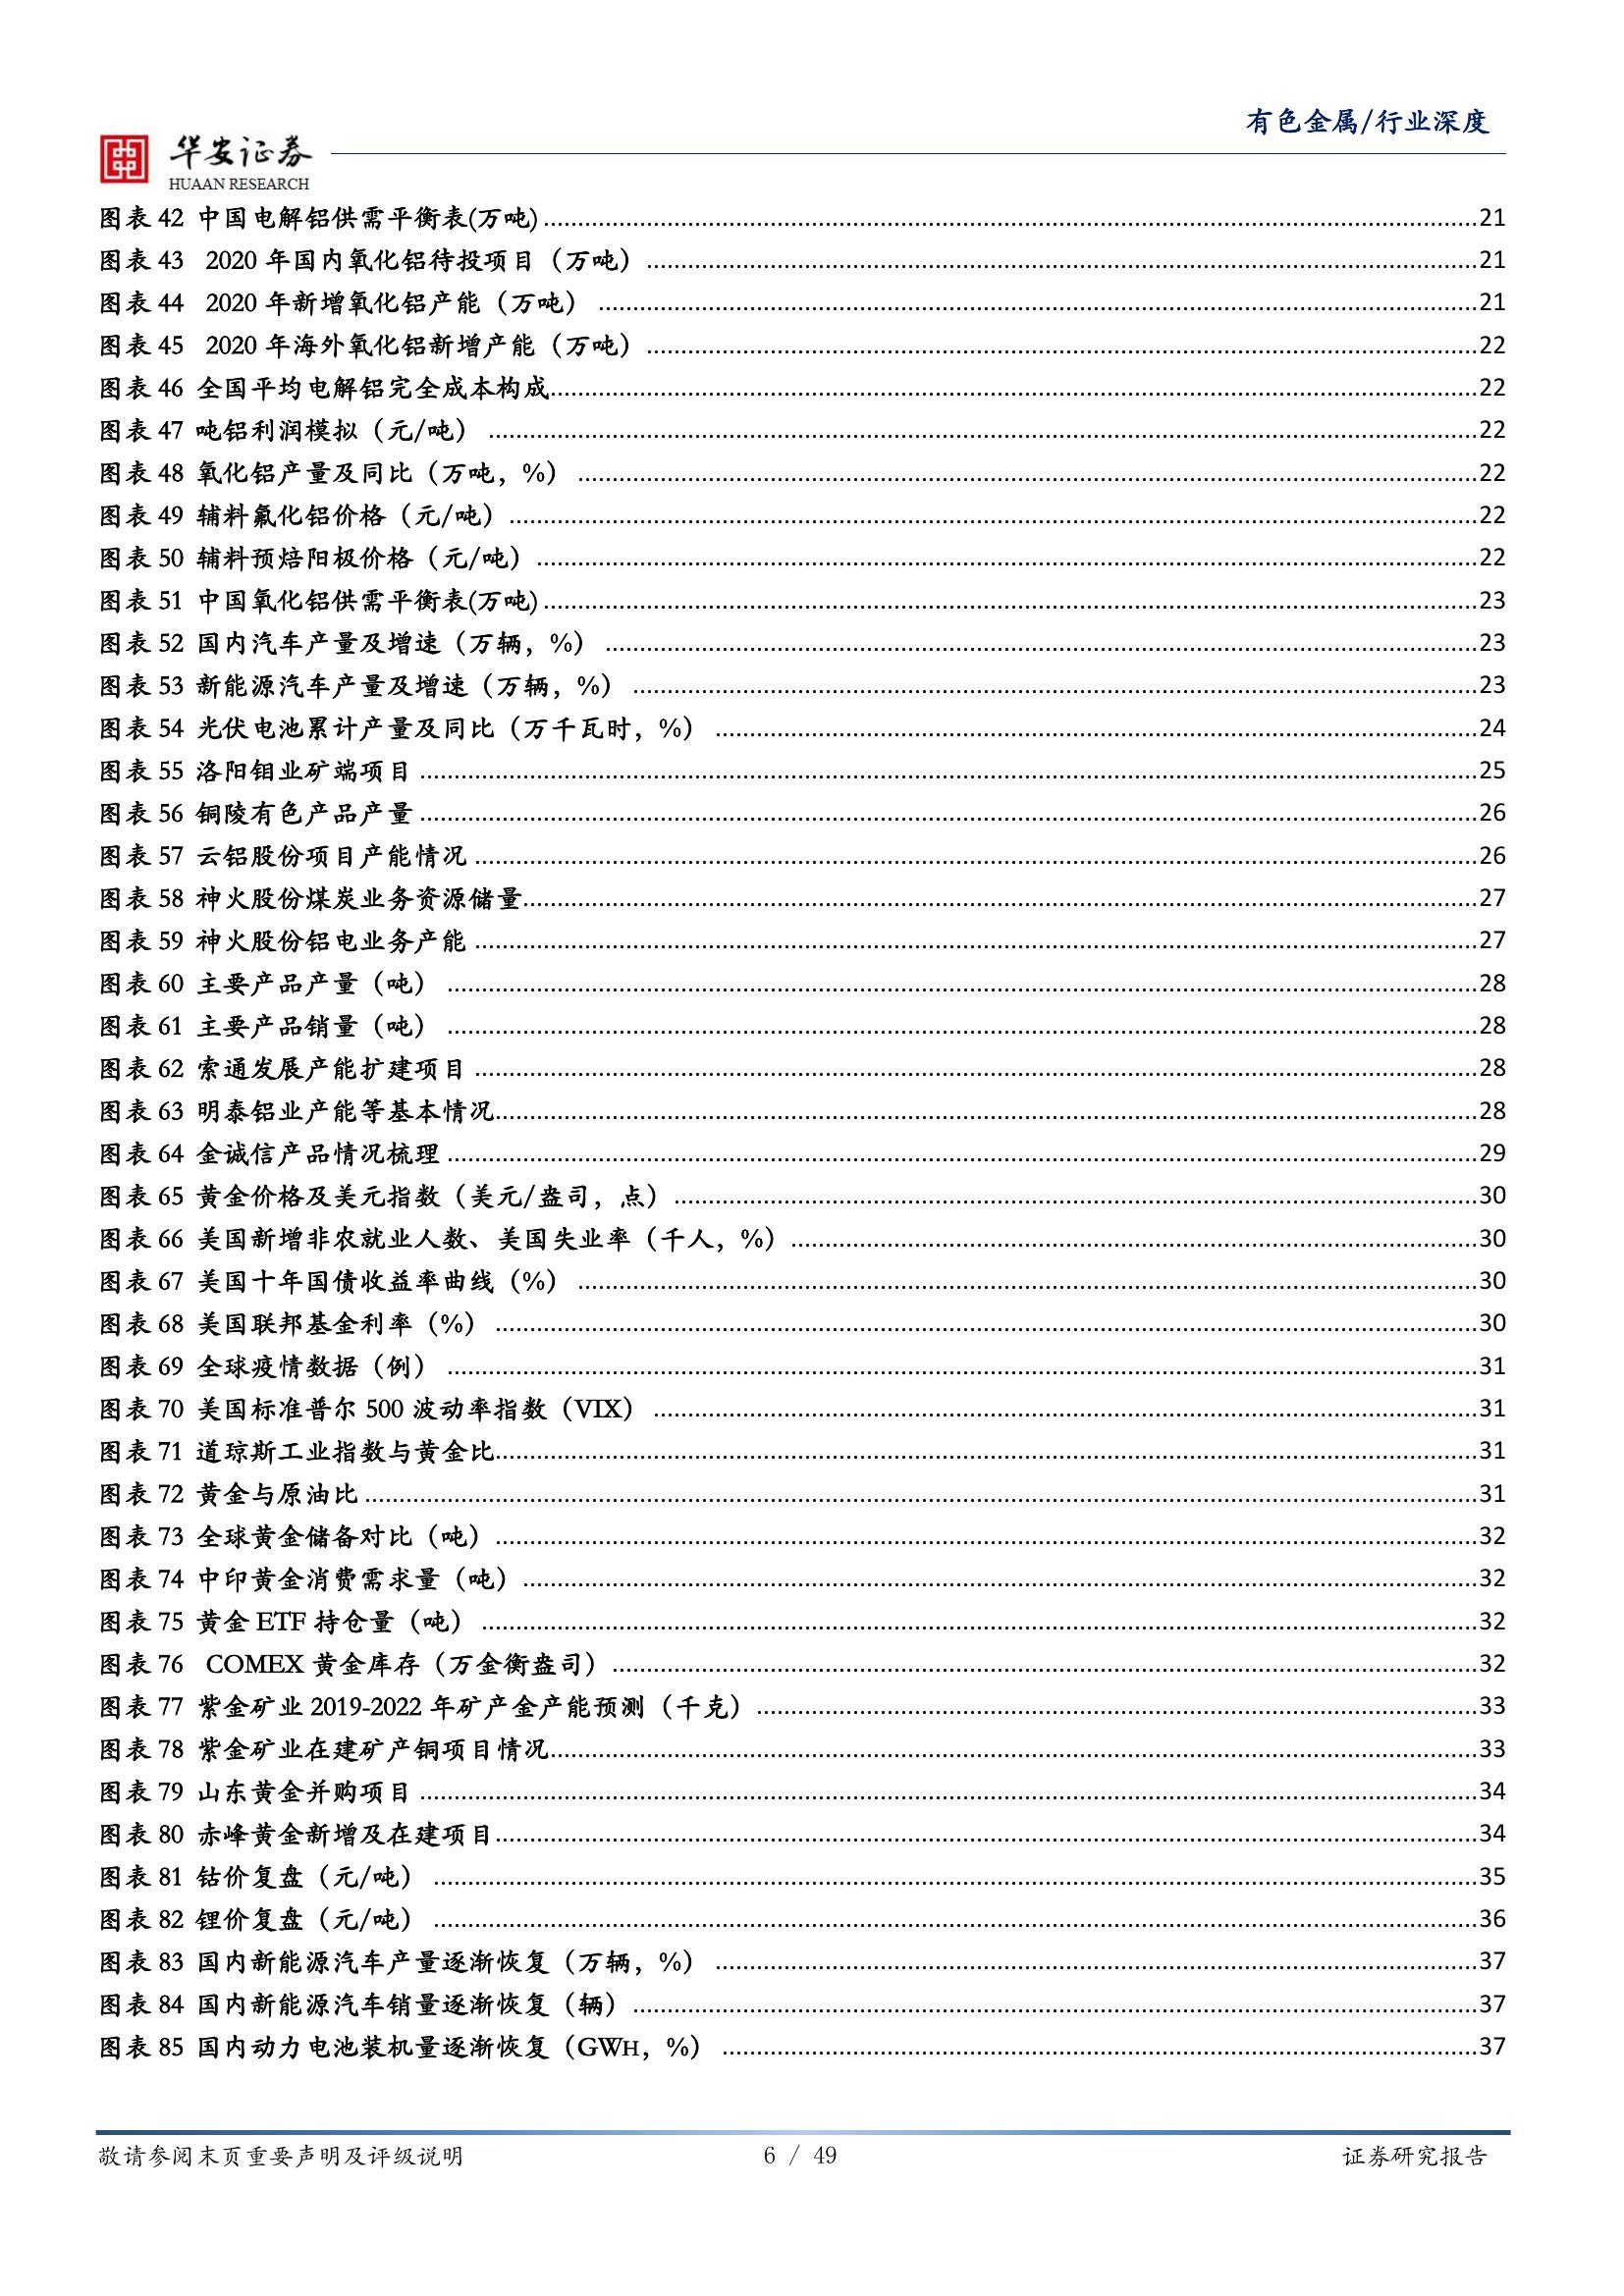 有色金属/行业深度
华安证券
HUAAN RESEARCH
图表 42 中国电解铝供需平衡表(万吨) 21
图表 43 2020 年国内氧化铝待投项目（万吨） 21
图表 44 2020 年新增氧化铝产能（万吨） 21
图表 45 2020 年海外氧化铝新增产能（万吨） 22
图表 46 全国平均电解铝完全成本构成 22
图表 47 吨铝利润模拟（元/吨） 22
图表 48 氧化铝产量及同比（万吨，%） 22
图表 49 辅料氟化铝价格（元/吨） 22
图表 50 辅料预焙阳极价格（元/吨） 22
图表 51 中国氧化铝供需平衡表(万吨) 23
图表 52 国内汽车产量及增速（万辆，%） 23
图表 53 新能源汽车产量及增速（万辆，%） 23
图表 54 光伏电池累计产量及同比（万千瓦时，%） 24
图表 55 洛阳钼业矿端项目 25
图表 56 铜陵有色产品产量 26
图表 57 云铝股份项目产能情况 26
图表 58 神火股份煤炭业务资源储量 27
图表 59 神火股份铝电业务产能 27
图表 60 主要产品产量（吨） 28
图表 61 主要产品销量（吨） 28
图表 62 索通发展产能扩建项目 28
图表 63 明泰铝业产能等基本情况 28
图表 64 金诚信产品情况梳理 29
图表 65 黄金价格及美元指数（美元/盎司，点） 30
图表 66 美国新增非农就业人数、美国失业率（千人，%） 30
图表 67 美国十年国债收益率曲线（%） 30
图表 68 美国联邦基金利率（%） 30
图表 69 全球疫情数据（例） 31
图表 70 美国标准普尔 500 波动率指数（VIX） 31
图表 71 道琼斯工业指数与黄金比 31
图表 72 黄金与原油比 31
图表 73 全球黄金储备对比（吨） 32
图表 74 中印黄金消费需求量（吨） 32
图表 75 黄金 ETF 持仓量（吨） 32
图表 76 COMEX 黄金库存（万金衡盎司） 32
图表 77 紫金矿业 2019-2022 年矿产金产能预测（千克） 33
图表 78 紫金矿业在建矿产铜项目情况 33
图表 79 山东黄金并购项目 34
图表 80 赤峰黄金新增及在建项目 34
图表 81 钴价复盘（元/吨） 35
图表 82 锂价复盘（元/吨） 36
图表 83 国内新能源汽车产量逐渐恢复（万辆，%） 37
图表 84 国内新能源汽车销量逐渐恢复（辆） 37
图表 85 国内动力电池装机量逐渐恢复（GWH，%） 37
敬请参阅末页重要声明及评级说明 6 / 49 证券研究报告